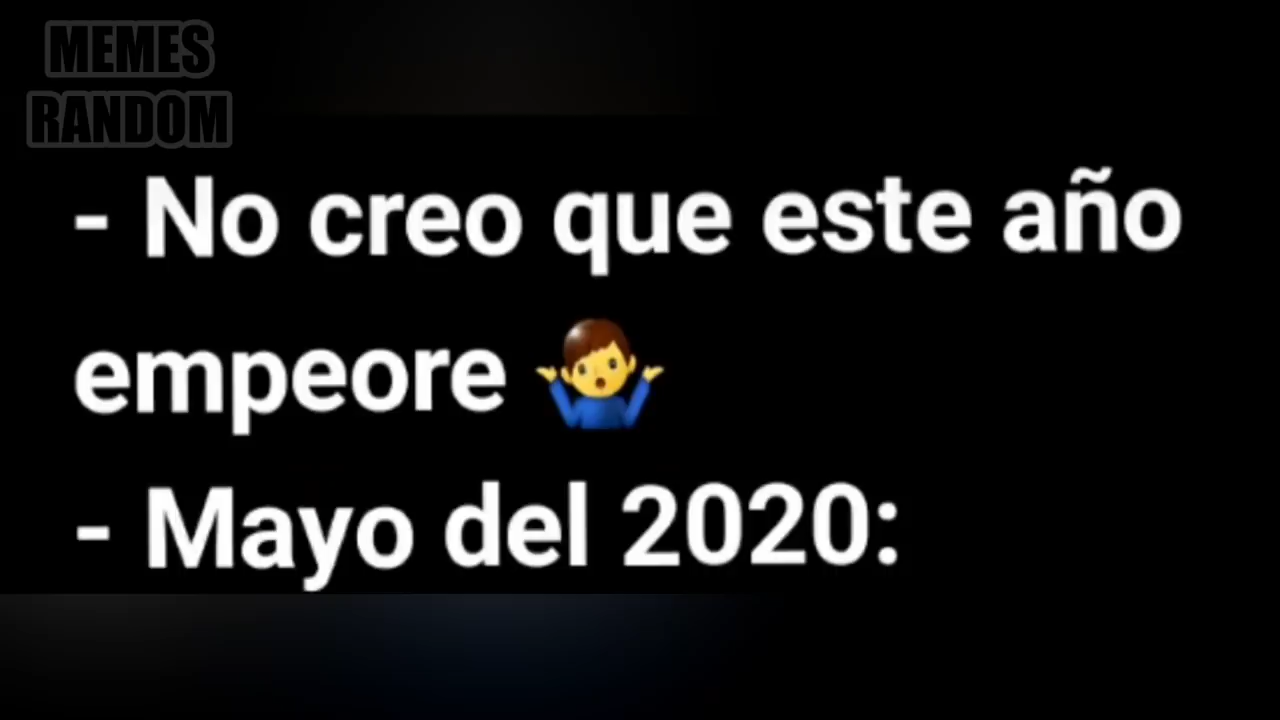 MEMES
RANDOM
- No creo que este año
empeore 🤷‍♂️
- Mayo del 2020: